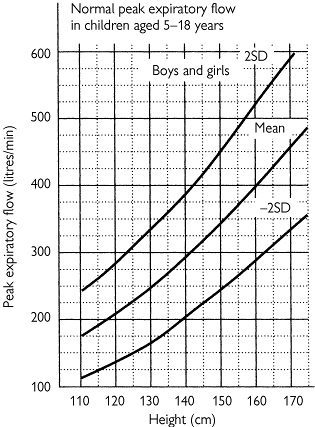 Normal peak expiratory flow
in children aged 5–18 years
Boys and girls
2SD
Mean
–2SD
Peak expiratory flow (litres/min)
600
500
400
300
200
100
110 120 130 140 150 160 170
Height (cm)